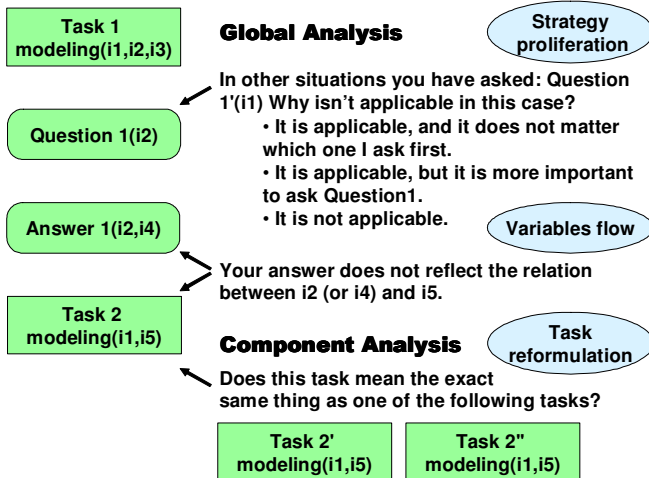 Task 1
modeling(i1,i2,i3)
Global Analysis
Strategy
proliferation
In other situations you have asked: Question
1'(i1) Why isn't applicable in this case?
Question 1(i2)
• It is applicable, and it does not matter
which one I ask first.
• It is applicable, but it is more important
to ask Question1.
• It is not applicable.
Answer 1(i2,i4)
Variables flow
Your answer does not reflect the relation
between i2 (or i4) and i5.
Task 2
modeling(i1,i5)
Component Analysis
Task
reformulation
Does this task mean the exact
same thing as one of the following tasks?
Task 2'
modeling(i1,i5)
Task 2"
modeling(i1,i5)